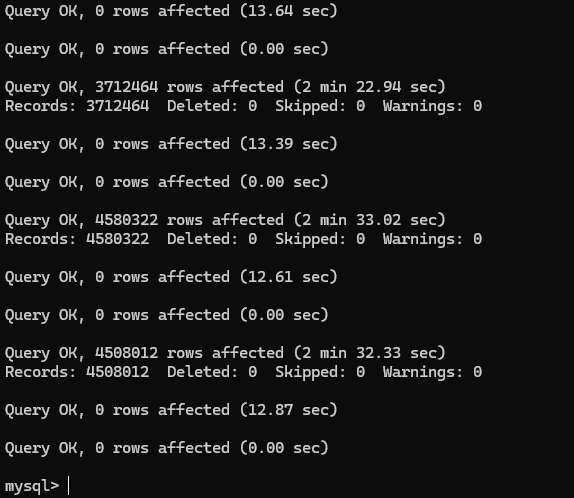 Query OK, 0 rows affected (13.64 sec)
Query OK, 0 rows affected (0.00 sec)
Query OK, 3712464 rows affected (2 min 22.94 sec)
Records: 3712464  Deleted: 0  Skipped: 0  Warnings: 0
Query OK, 0 rows affected (13.39 sec)
Query OK, 0 rows affected (0.00 sec)
Query OK, 4580322 rows affected (2 min 33.02 sec)
Records: 4580322  Deleted: 0  Skipped: 0  Warnings: 0
Query OK, 0 rows affected (12.61 sec)
Query OK, 0 rows affected (0.00 sec)
Query OK, 4508012 rows affected (2 min 32.33 sec)
Records: 4508012  Deleted: 0  Skipped: 0  Warnings: 0
Query OK, 0 rows affected (12.87 sec)
Query OK, 0 rows affected (0.00 sec)
mysql>